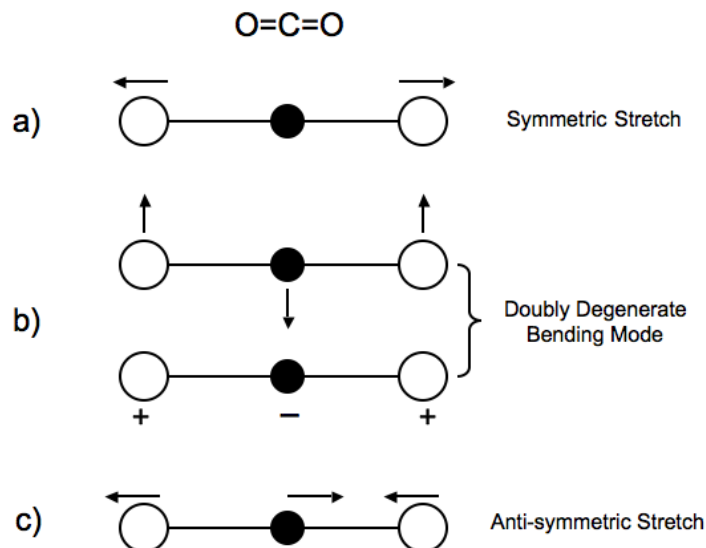 O=C=O
a)
Symmetric Stretch
b)
Doubly Degenerate
Bending Mode
+ − +
c)
Anti-symmetric Stretch